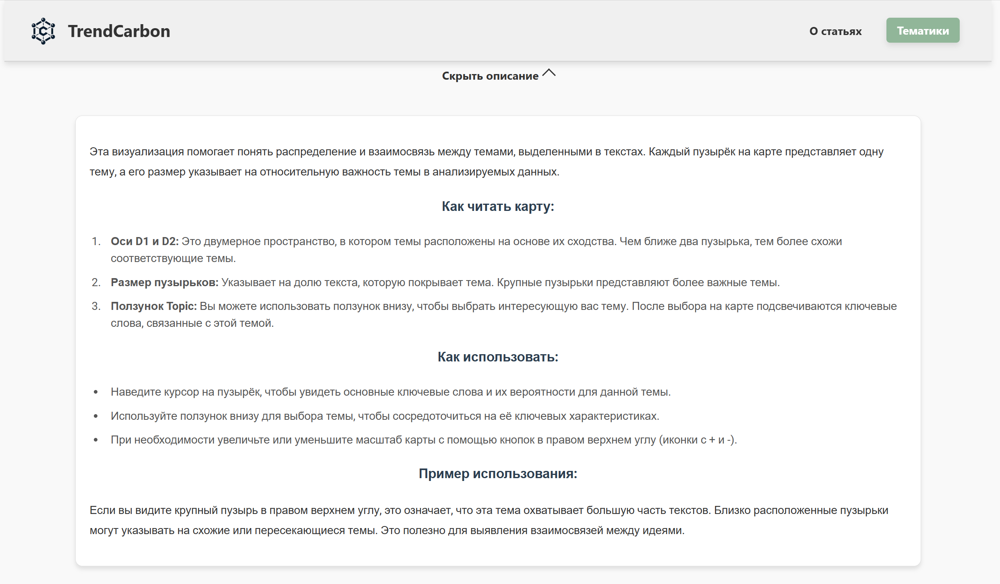 TrendCarbon
О статьях
Тематики
Скрыть описание
Эта визуализация помогает понять распределение и взаимосвязь между темами, выделенными в текстах. Каждый пузырёк на карте представляет одну
тему, а его размер указывает на относительную важность темы в анализируемых данных.
Как читать карту:
1. Оси D1 и D2: Это двумерное пространство, в котором темы расположены на основе их сходства. Чем ближе два пузырька, тем более схожи
соответствующие темы.
2. Размер пузырьков: Указывает на долю текста, которую покрывает тема. Крупные пузырьки представляют более важные темы.
3. Ползунок Topic: Вы можете использовать ползунок внизу, чтобы выбрать интересующую вас тему. После выбора на карте подсвечиваются ключевые
слова, связанные с этой темой.
Как использовать:
• Наведите курсор на пузырёк, чтобы увидеть основные ключевые слова и их вероятности для данной темы.
• Используйте ползунок внизу для выбора темы, чтобы сосредоточиться на её ключевых характеристиках.
• При необходимости увеличьте или уменьшите масштаб карты с помощью кнопок в правом верхнем углу (иконки с + и -).
Пример использования:
Если вы видите крупный пузырь в правом верхнем углу, это означает, что эта тема охватывает большую часть текстов. Близко расположенные пузырьки
могут указывать на схожие или пересекающиеся темы. Это полезно для выявления взаимосвязей между идеями.